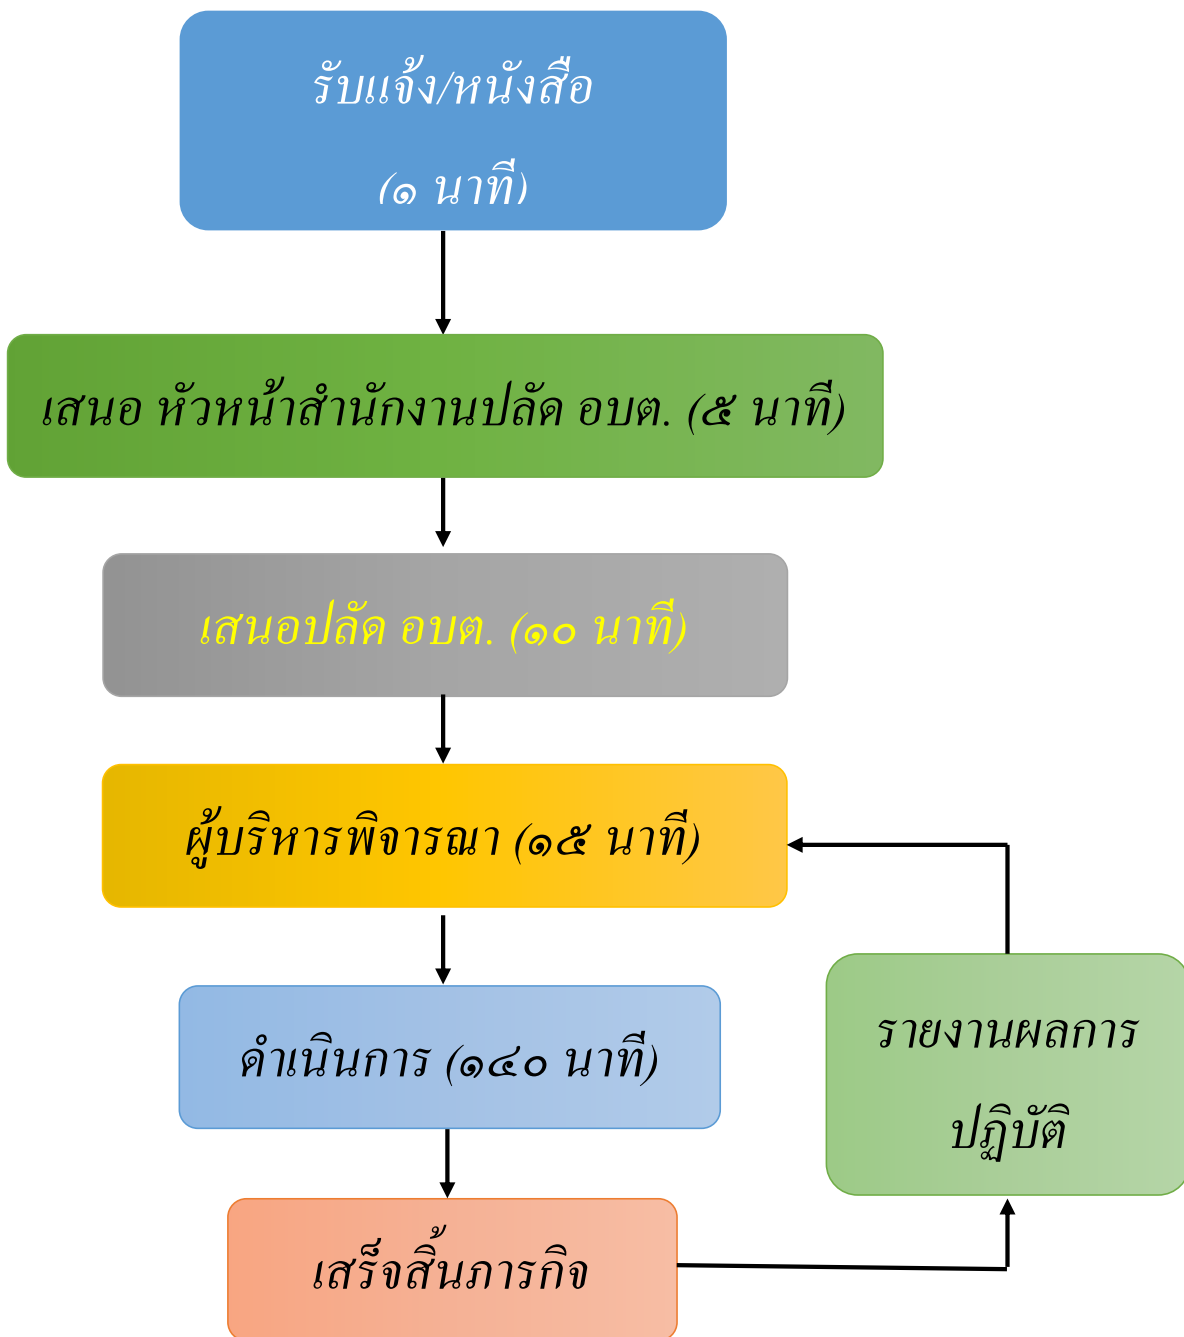 รับแจ้ง/หนังสือ
(๑ นาที)
เสนอ หัวหน้าสำนักงานปลัด อบต. (๕ นาที)
เสนอปลัด อบต. (๑๐ นาที)
ผู้บริหารพิจารณา (๑๕ นาที)
ดำเนินการ (๑๔๐ นาที)
รายงานผลการ
ปฏิบัติ
เสร็จสิ้นภารกิจ